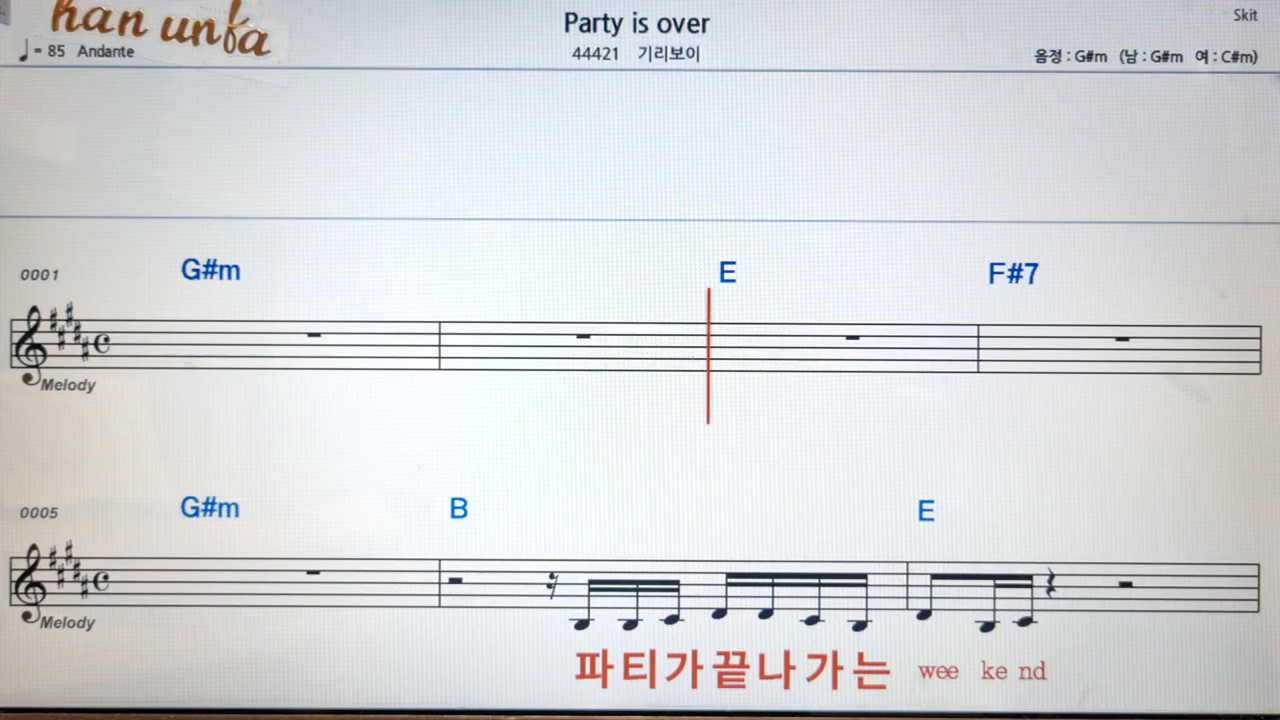 han unfa
Party is over
Skit
♩= 85 Andante
44421 기리보이
음정 : G#m (남 : G#m 여 : C#m)
0001 G#m E F#7
Melody
0005 G#m B E
Melody
파티가끝나가는 wee ke nd